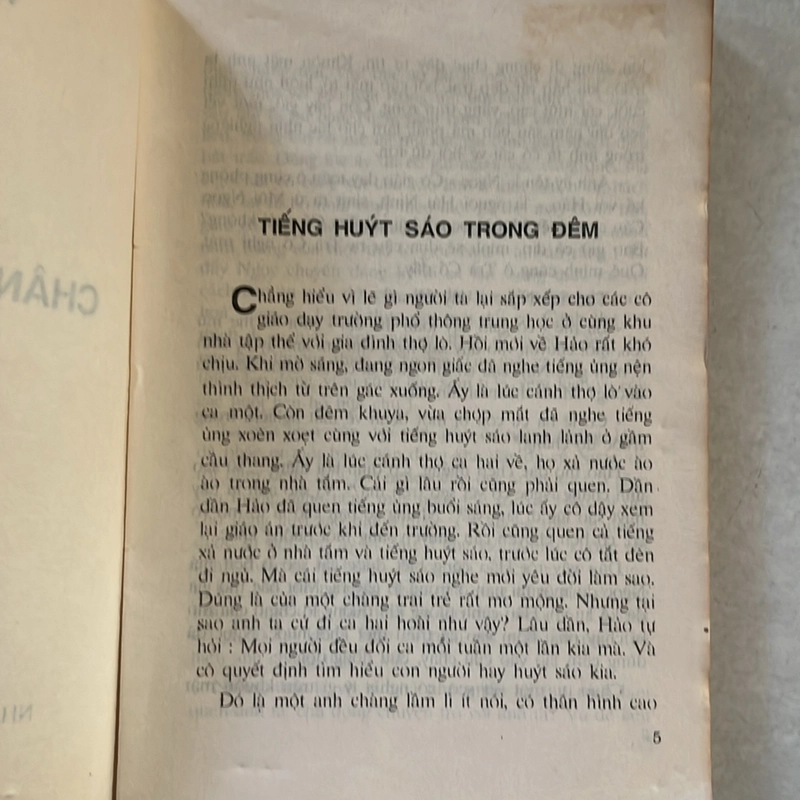 TIẾNG HUÝT SÁO TRONG ĐÊM
Chẳng hiểu vì lẽ gì người ta lại sắp xếp cho các cô
giáo dạy trường phổ thông trung học ở cùng khu
nhà tập thể với gia đình thợ lò. Hồi mới về Hảo rất khó
chịu. Khi mờ sáng, đang ngon giấc đã nghe tiếng ủng nện
thình thịch từ trên gác xuống. Ấy là lúc cánh thợ lò vào
ca một. Còn đêm khuya, vừa chợp mắt đã nghe tiếng
ủng xoèn xoẹt cùng với tiếng huýt sáo lanh lảnh ở gầm
cầu thang. Ấy là lúc cánh thợ ca hai về, họ xả nước ào
ào trong nhà tắm. Cái gì lâu rồi cũng phải quen. Dần
dần Hảo đã quen tiếng ủng buổi sáng, lúc ấy cô dậy xem
lại giáo án trước khi đến trường. Rồi cũng quen cả tiếng
xả nước ở nhà tắm và tiếng huýt sáo, trước lúc cô tắt đèn
đi ngủ. Mà cái tiếng huýt sáo nghe mới yêu đời làm sao.
Đúng là của một chàng trai trẻ rất mơ mộng. Nhưng tại
sao anh ta cứ đi ca hai hoài như vậy? Lâu dần, Hảo tự
hỏi : Mọi người đều đổi ca mỗi tuần một lần kia mà. Và
cô quyết định tìm hiểu con người hay huýt sáo kia.
Đó là một anh chàng lầm lì ít nói, có thân hình cao
5